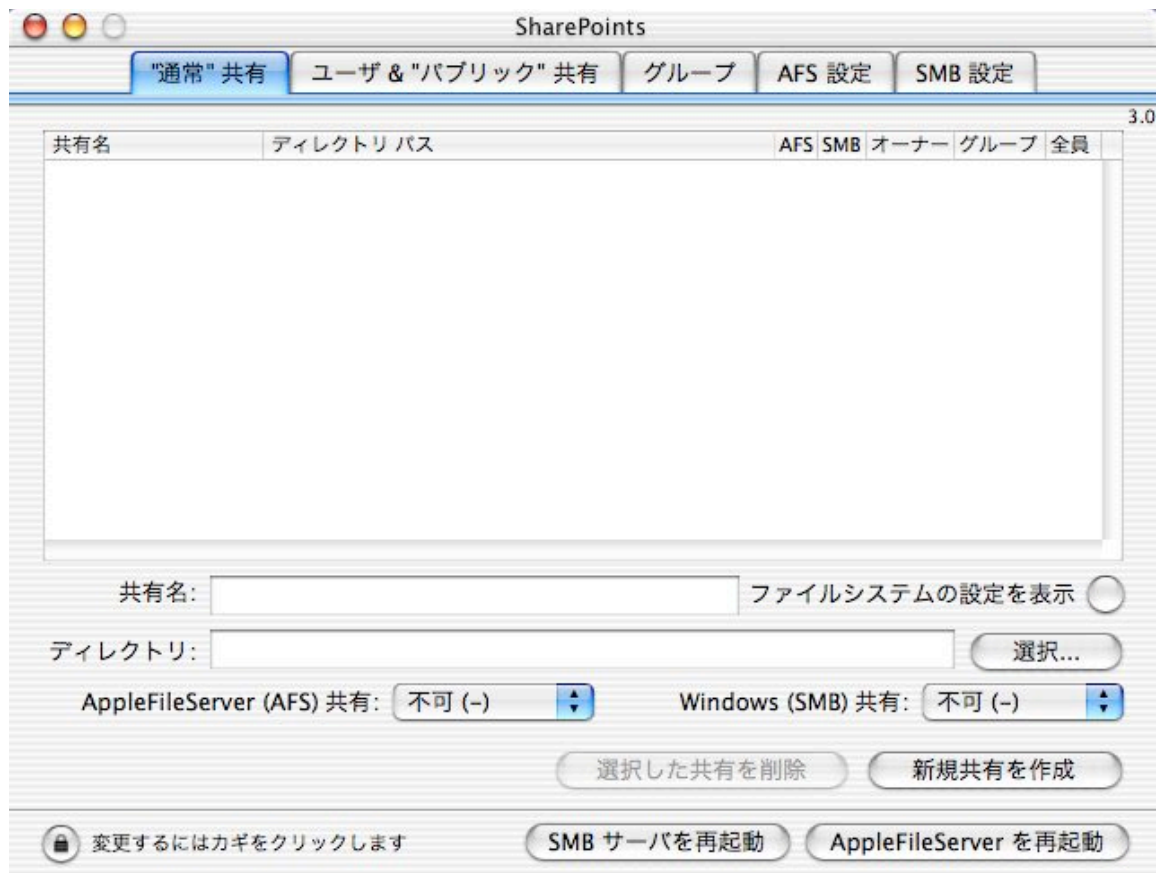 SharePoints
"通常" 共有 ユーザ & "パブリック" 共有 グループ AFS 設定 SMB 設定
3.0
共有名 ディレクトリ パス AFS SMB オーナー グループ 全員
共有名: ファイルシステムの設定を表示
ディレクトリ: 選択...
AppleFileServer (AFS) 共有: 不可 (-) Windows (SMB) 共有: 不可 (-)
選択した共有を削除 新規共有を作成
変更するにはカギをクリックします SMB サーバを再起動 AppleFileServer を再起動